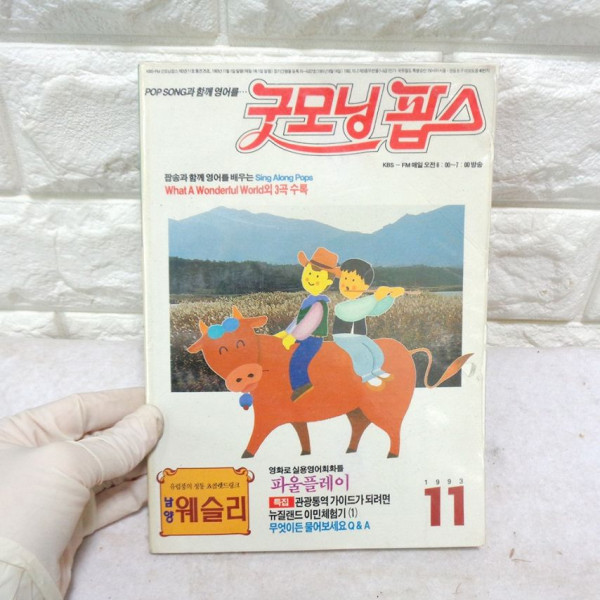 POP SONG과 함께 영어를…
굿모닝 팝스
KBS－FM 매일 오전 6：00~7：00 방송
팝송과 함께 영어를 배우는 Sing Along Pops
What A Wonderful World외 3곡 수록
영화로 실용영어회화를
파울플레이
특집 관광통역 가이드가 되려면
뉴질랜드 이민체험기 (1)
무엇이든 물어보세요 Q & A
남양 웨슬리
1993
11